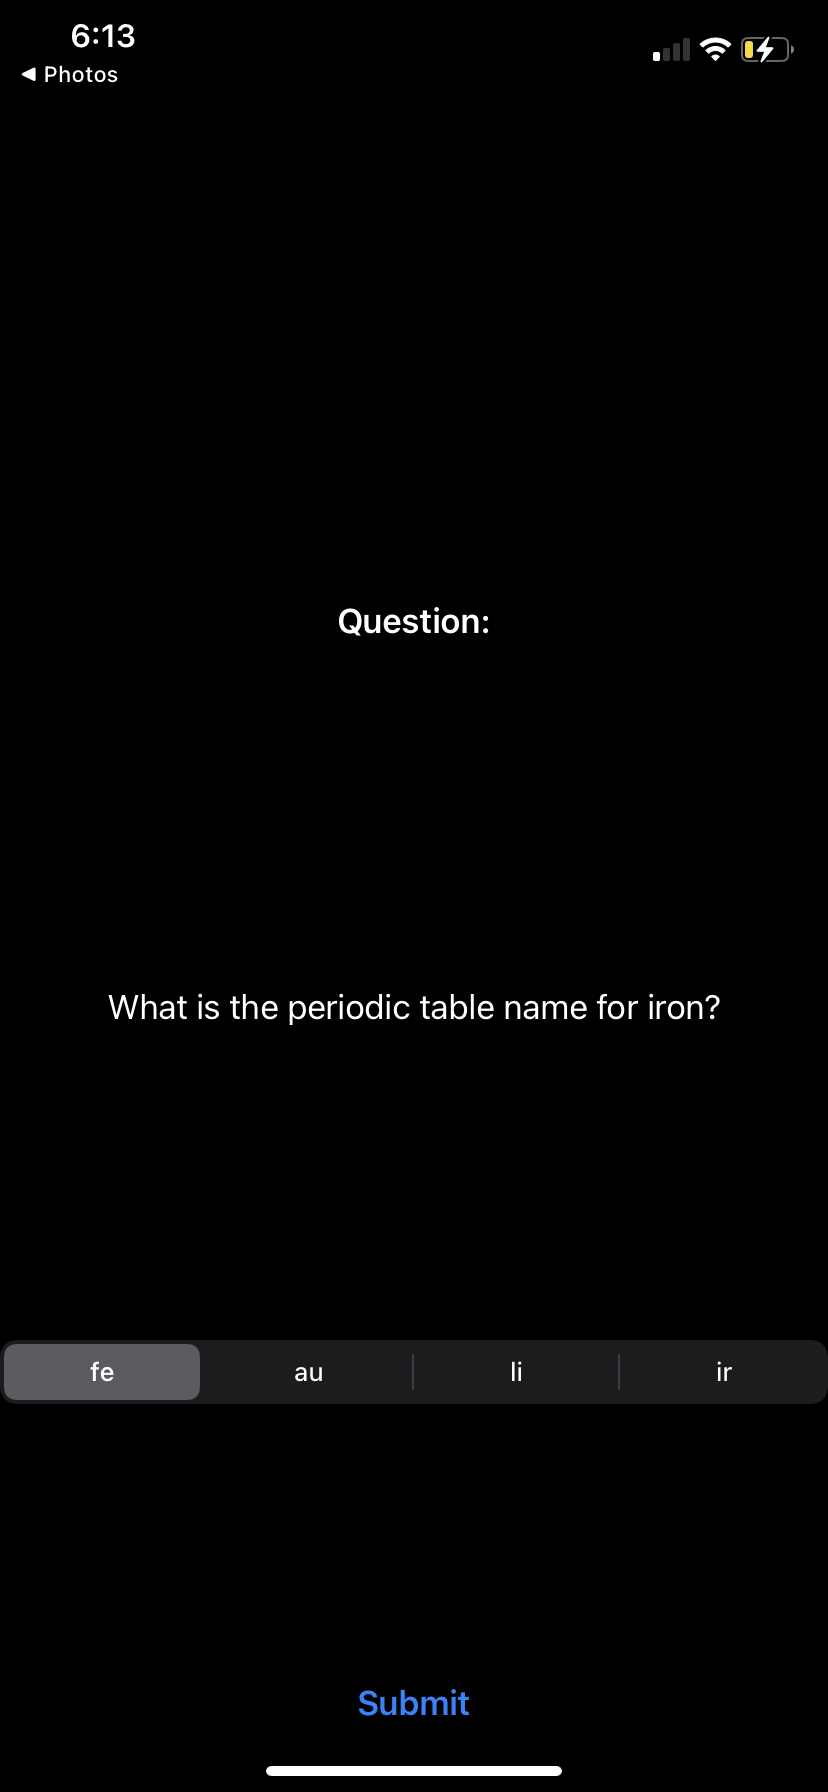 6:13
◀ Photos
Question:
What is the periodic table name for iron?
fe au li ir
Submit